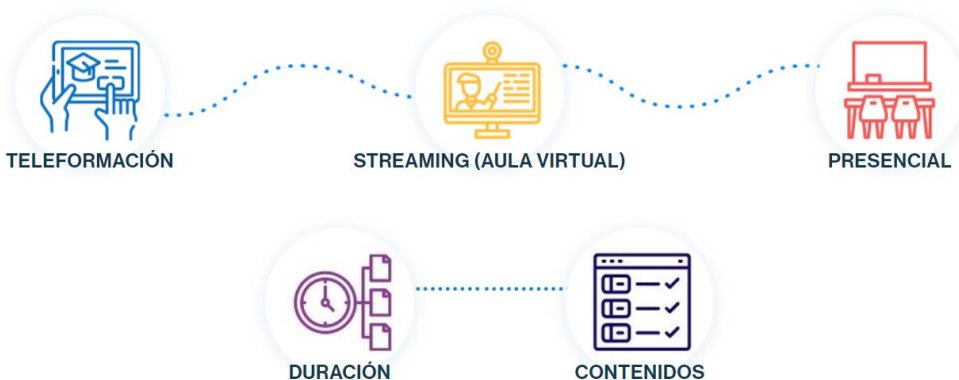 TELEFORMACIÓN
STREAMING (AULA VIRTUAL)
PRESENCIAL
DURACIÓN
CONTENIDOS